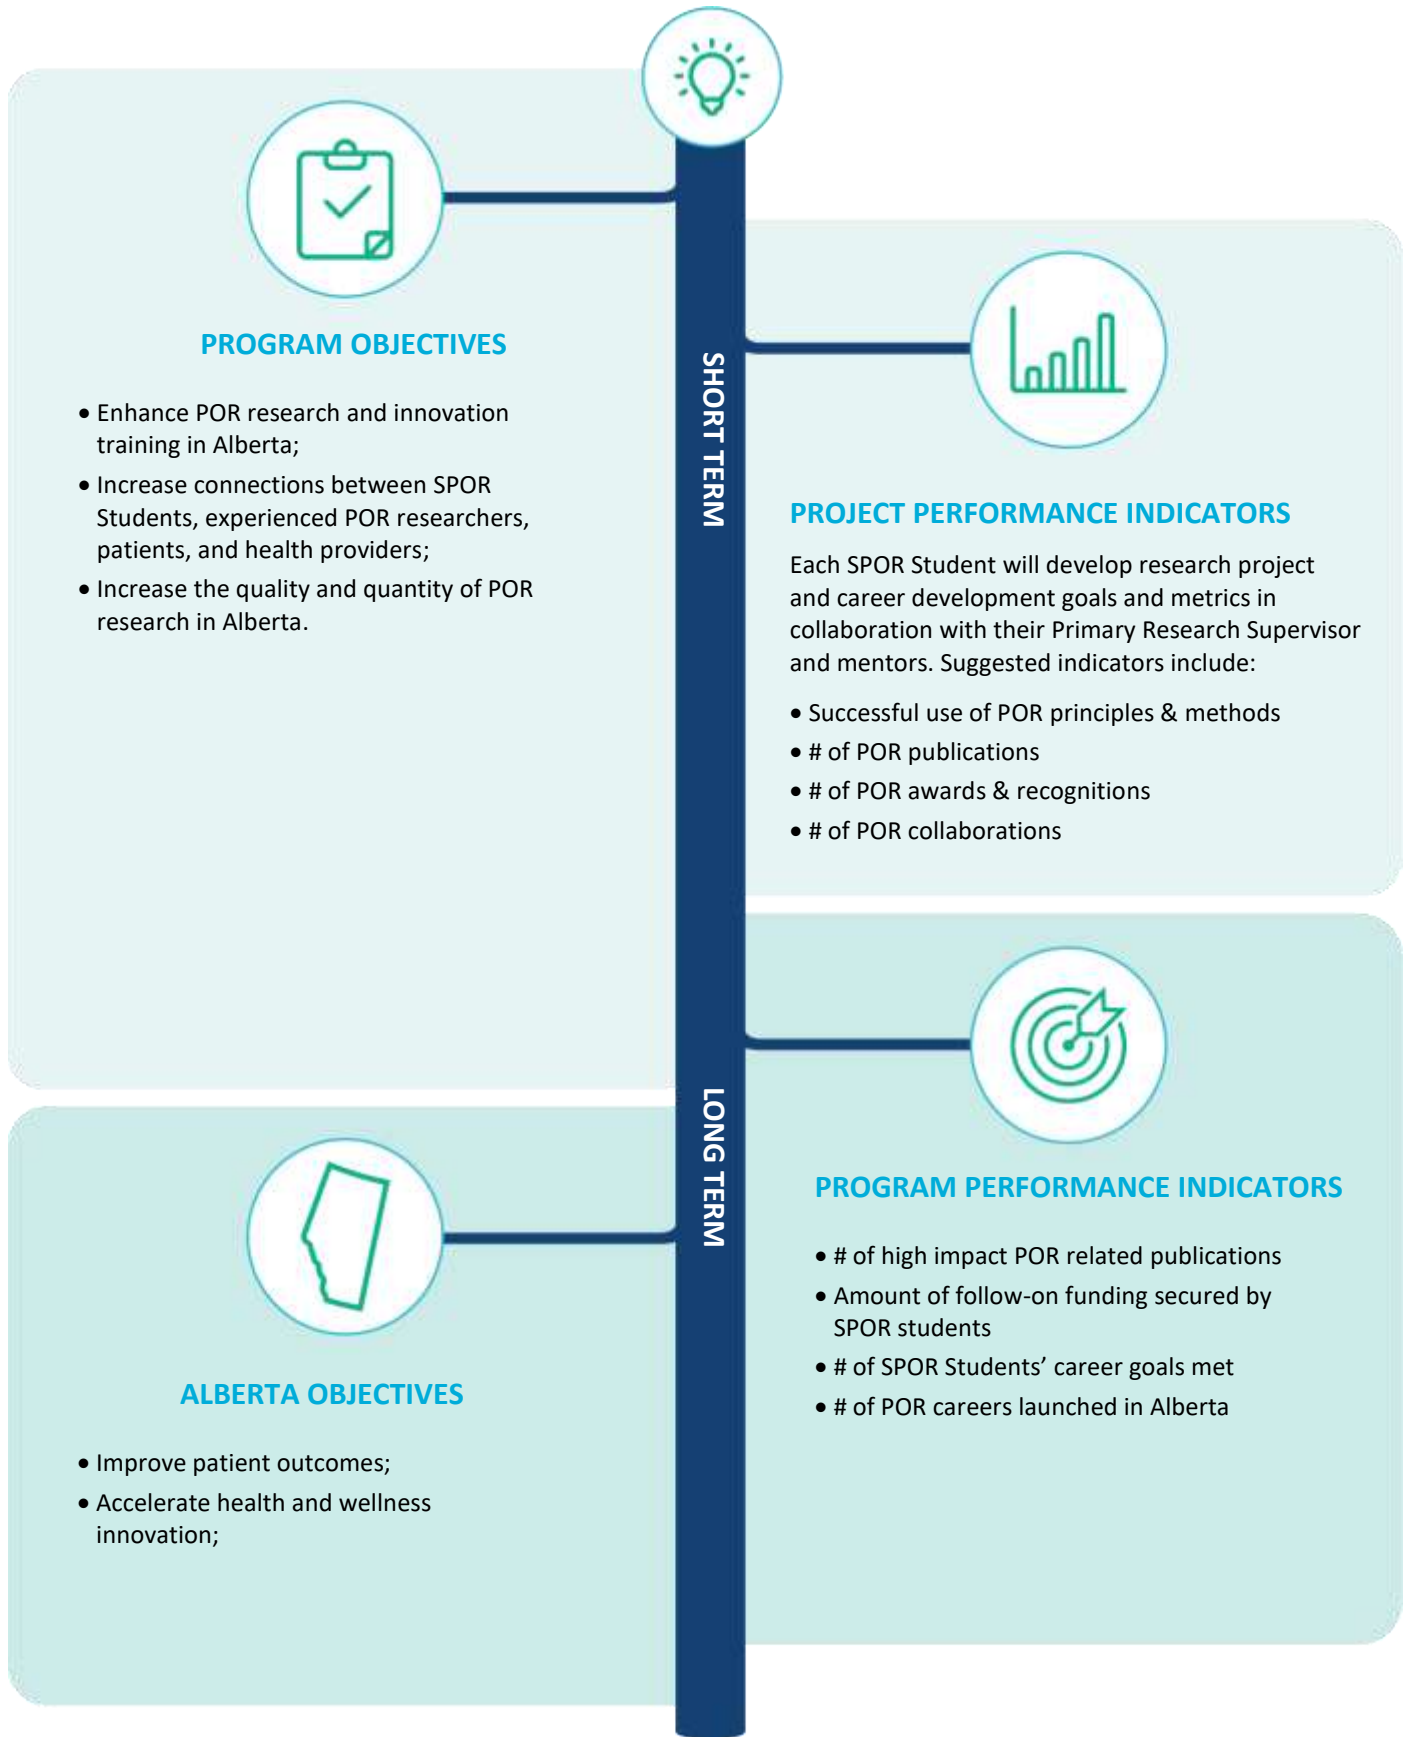 PROGRAM OBJECTIVES
• Enhance POR research and innovation
training in Alberta;
• Increase connections between SPOR
Students, experienced POR researchers,
patients, and health providers;
• Increase the quality and quantity of POR
research in Alberta.
SHORT TERM
PROJECT PERFORMANCE INDICATORS
Each SPOR Student will develop research project
and career development goals and metrics in
collaboration with their Primary Research Supervisor
and mentors. Suggested indicators include:
• Successful use of POR principles & methods
• # of POR publications
• # of POR awards & recognitions
• # of POR collaborations
LONG TERM
ALBERTA OBJECTIVES
• Improve patient outcomes;
• Accelerate health and wellness
innovation;
PROGRAM PERFORMANCE INDICATORS
• # of high impact POR related publications
• Amount of follow-on funding secured by
SPOR students
• # of SPOR Students’ career goals met
• # of POR careers launched in Alberta